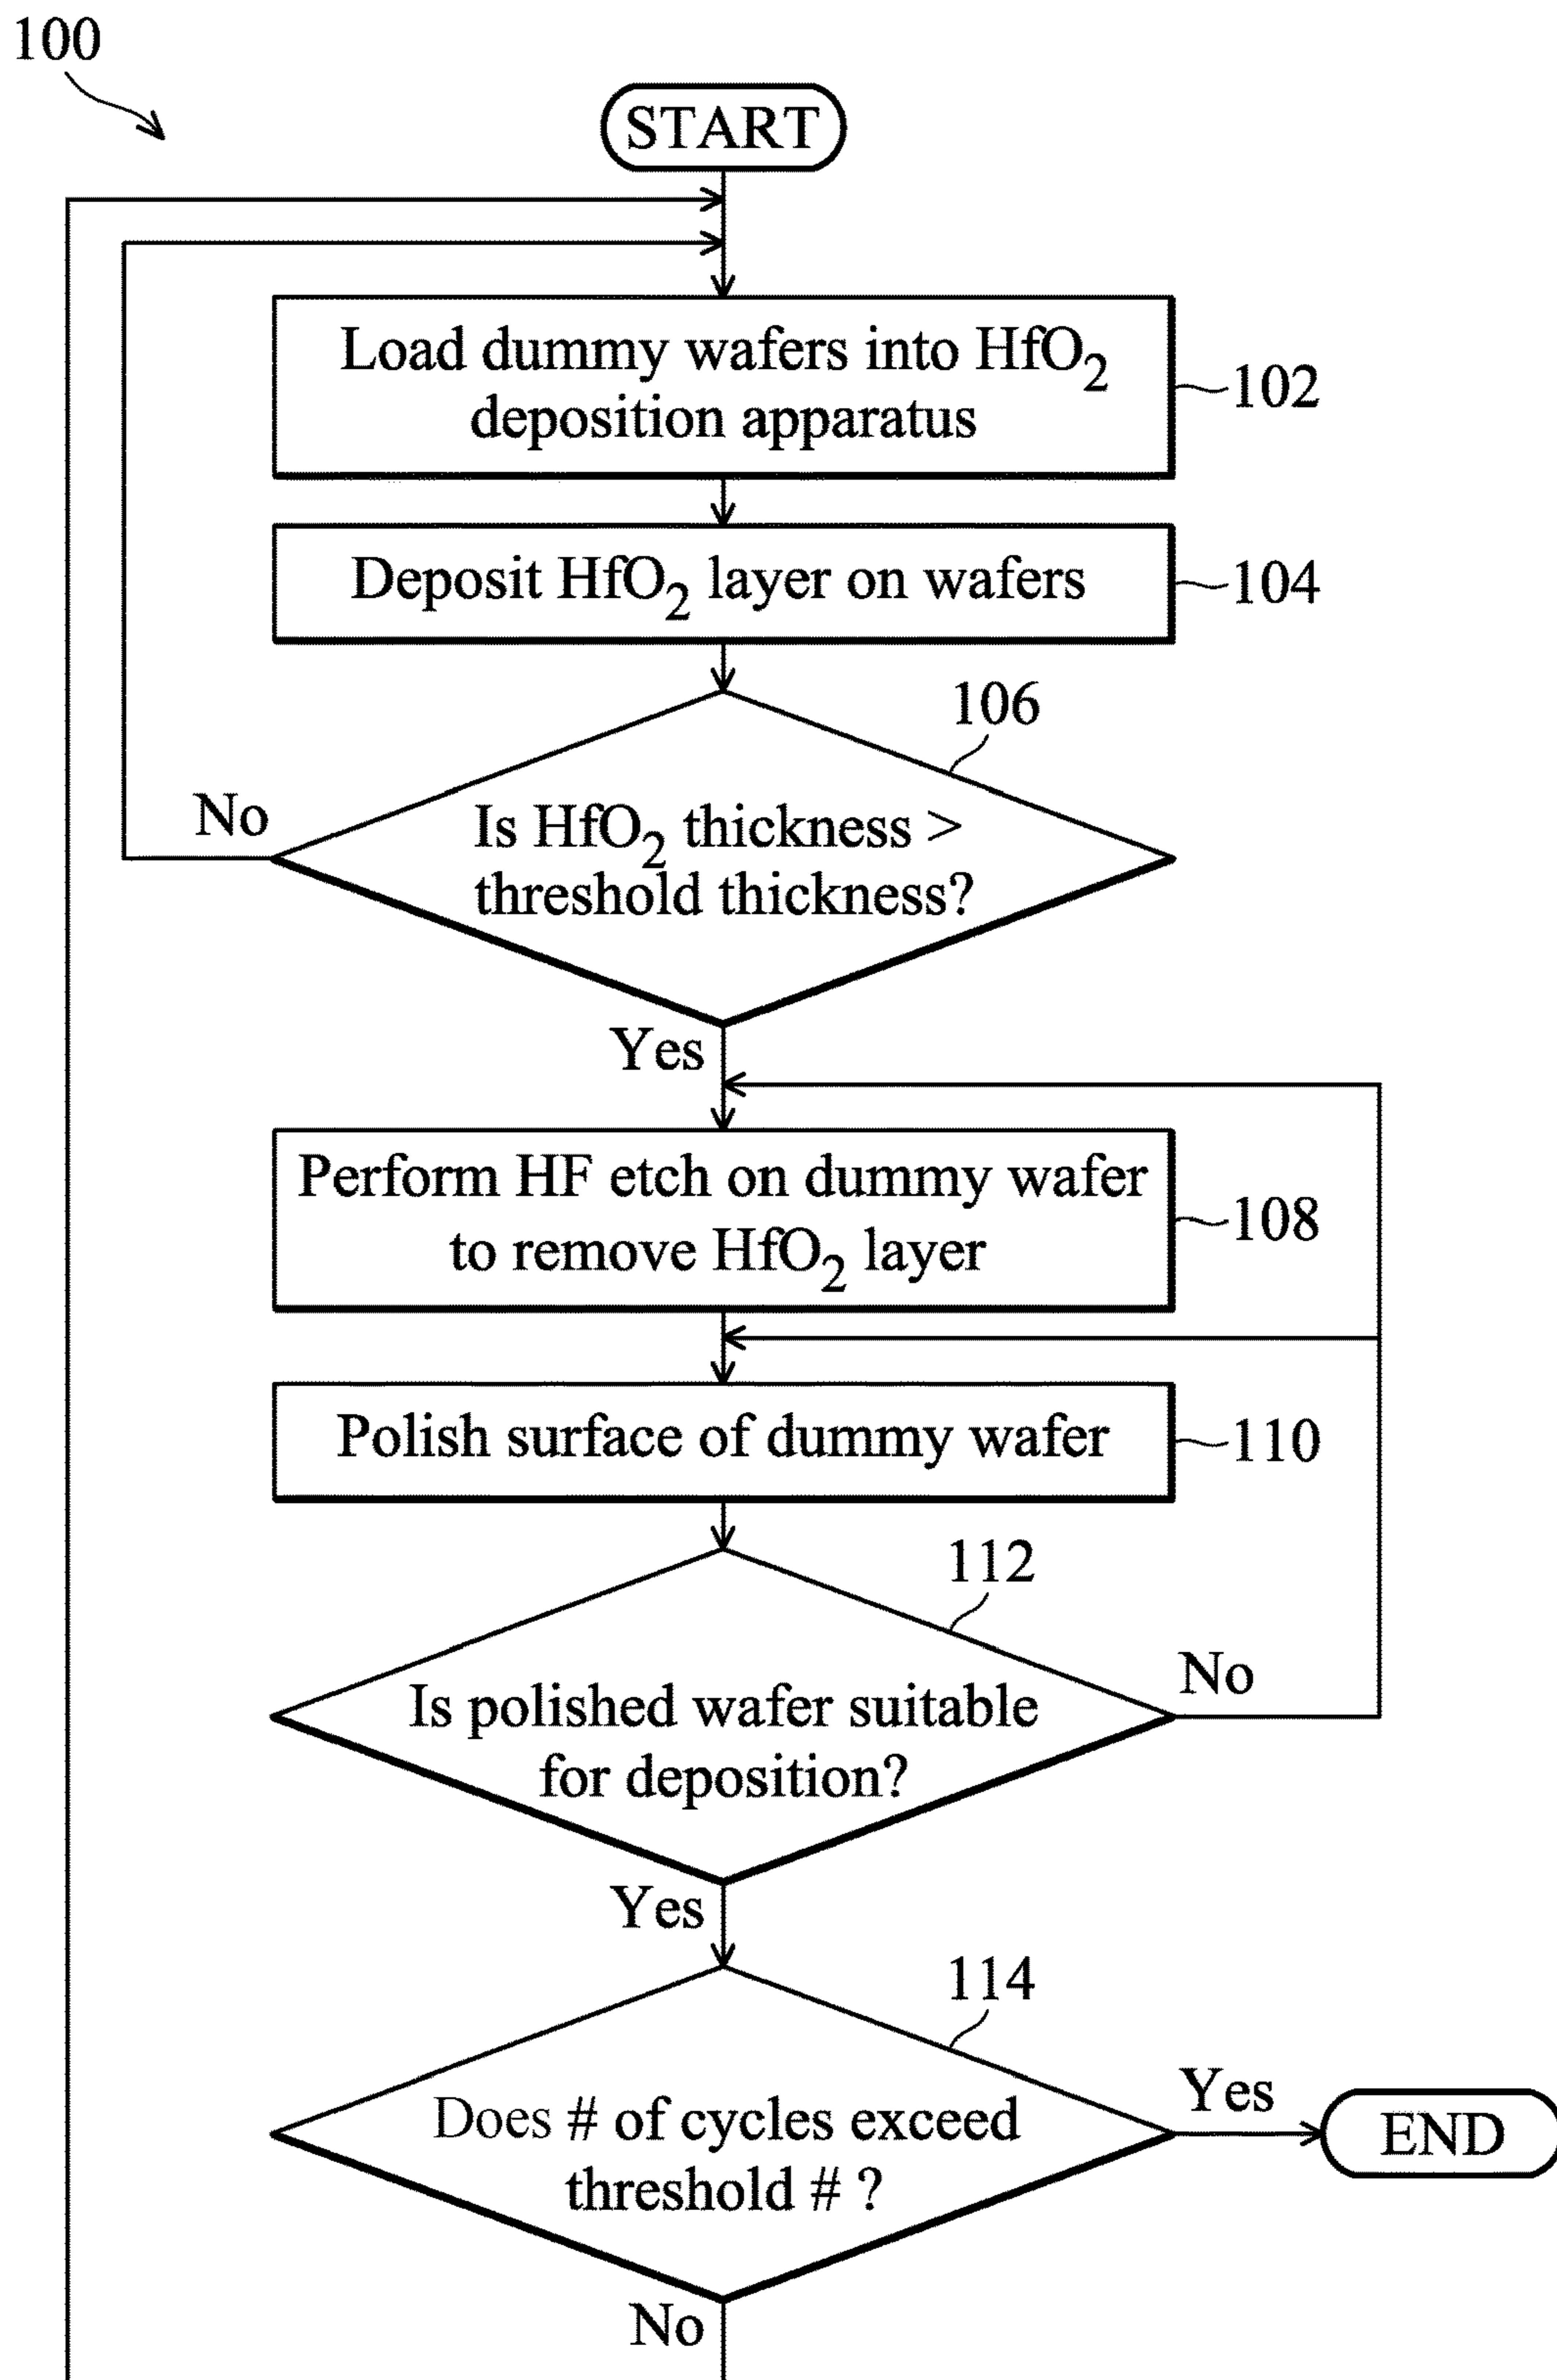 100
START
Load dummy wafers into HfO₂
deposition apparatus
102
Deposit HfO₂ layer on wafers
104
106
Is HfO₂ thickness >
threshold thickness?
No
Yes
Perform HF etch on dummy wafer
to remove HfO₂ layer
108
Polish surface of dummy wafer
110
112
Is polished wafer suitable
for deposition?
No
Yes
114
Does # of cycles exceed
threshold # ?
Yes
END
No